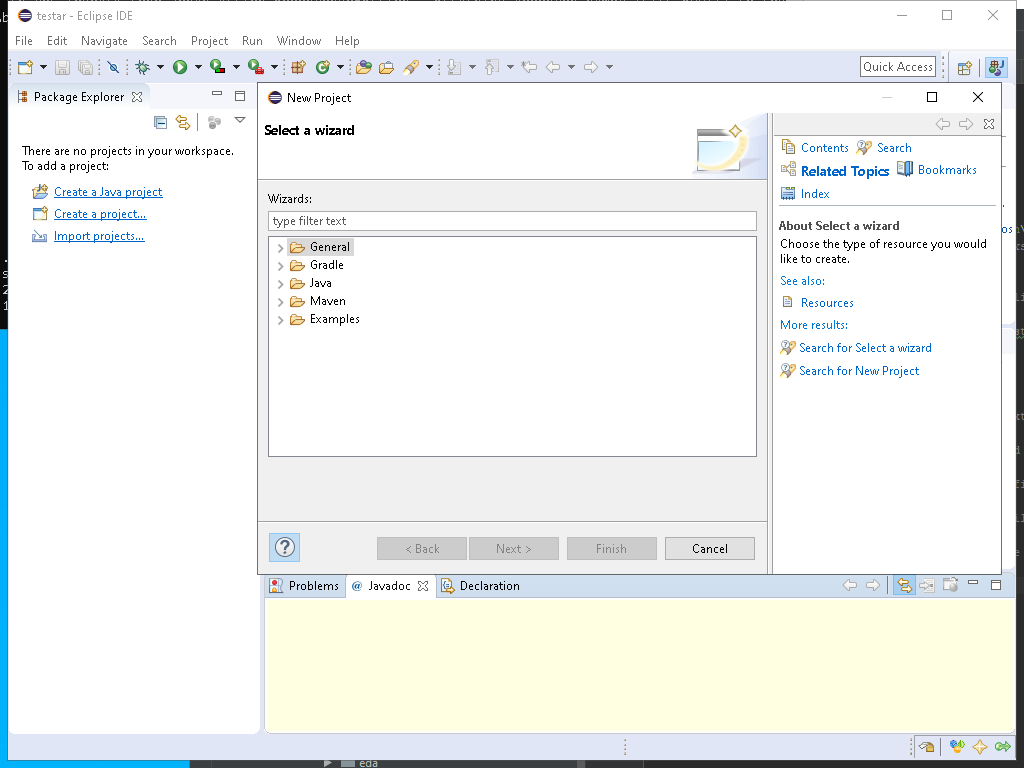 testar - Eclipse IDE
File Edit Navigate Search Project Run Window Help
Quick Access
Package Explorer
There are no projects in your workspace.
To add a project:
Create a Java project
Create a project...
Import projects...
New Project
Select a wizard
Wizards:
type filter text
General
Gradle
Java
Maven
Examples
< Back Next > Finish Cancel
Contents Search
Related Topics Bookmarks
Index
About Select a wizard
Choose the type of resource you would
like to create.
See also:
Resources
More results:
Search for Select a wizard
Search for New Project
Problems @ Javadoc Declaration
eda